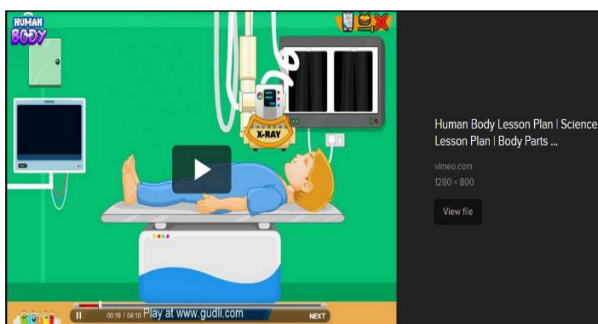 HUMAN
BODY
X-RAY
00:19 / 04:10 Play at www.gudli.com
NEXT
Human Body Lesson Plan | Science
Lesson Plan | Body Parts ...
vimeo.com
1280 × 800
View file